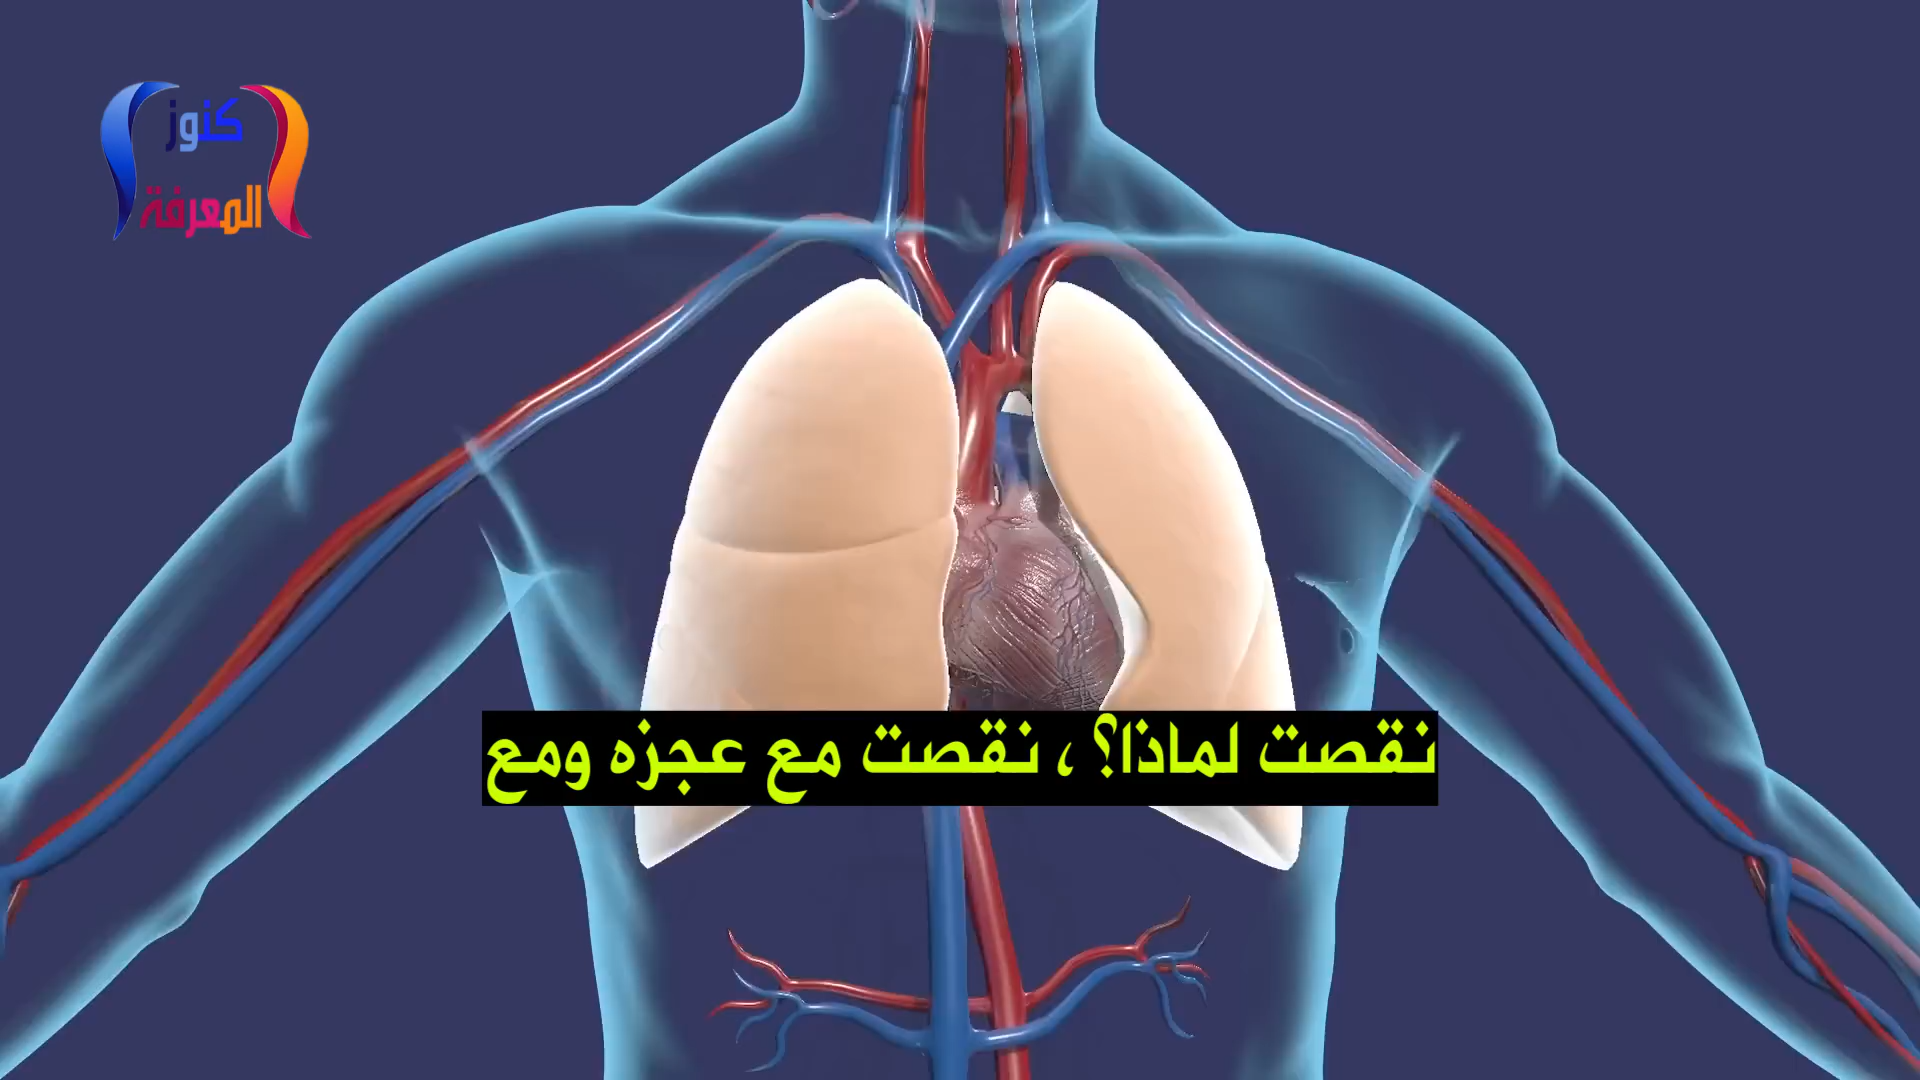 كنوز
المعرفة
نقصت لماذا؟ ، نقصت مع عجزه ومع